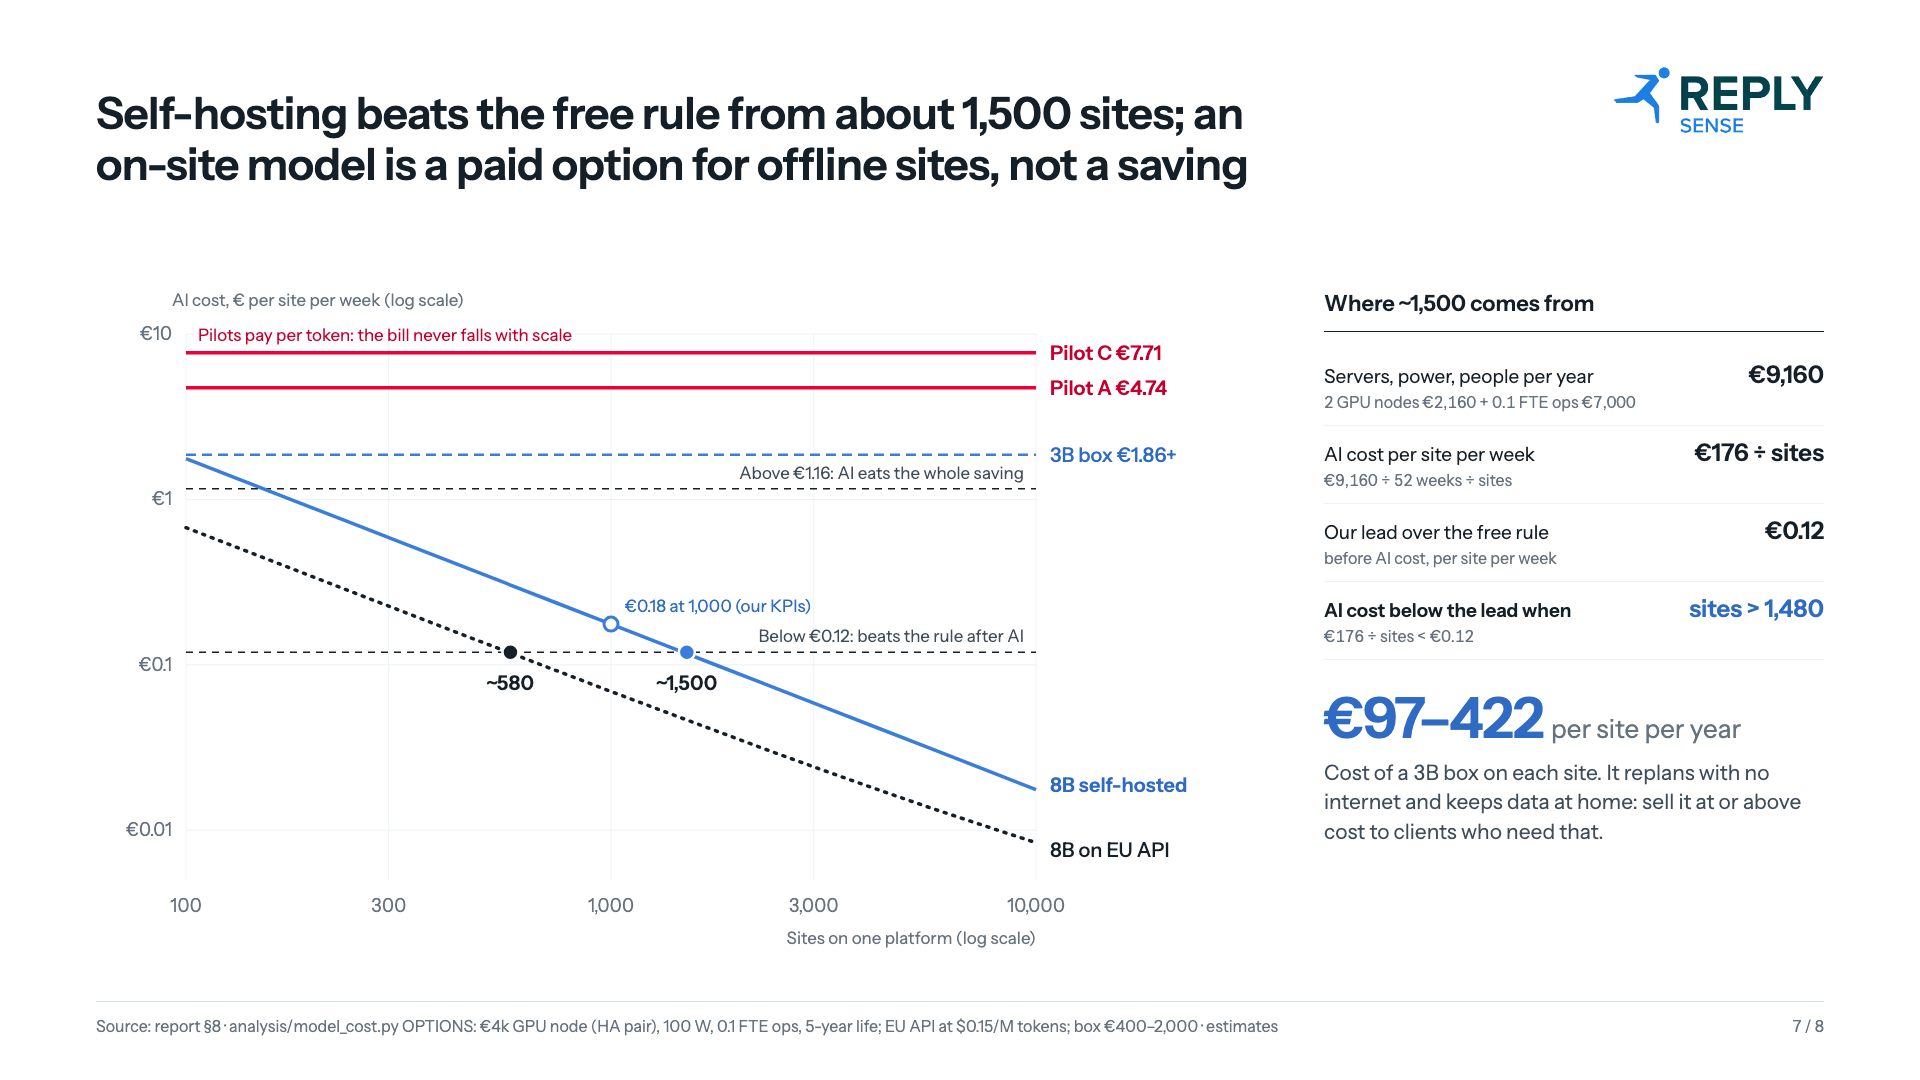 Self-hosting beats the free rule from about 1,500 sites; an
on-site model is a paid option for offline sites, not a saving
REPLY
SENSE
AI cost, € per site per week (log scale)
€10
Pilots pay per token: the bill never falls with scale
Pilot C €7.71
Pilot A €4.74
3B box €1.86+
Above €1.16: AI eats the whole saving
€1
€0.18 at 1,000 (our KPIs)
Below €0.12: beats the rule after AI
€0.1
~580
~1,500
8B self-hosted
€0.01
8B on EU API
100
300
1,000
3,000
10,000
Sites on one platform (log scale)
Where ~1,500 comes from
Servers, power, people per year
€9,160
2 GPU nodes €2,160 + 0.1 FTE ops €7,000
AI cost per site per week
€176 ÷ sites
€9,160 ÷ 52 weeks ÷ sites
Our lead over the free rule
€0.12
before AI cost, per site per week
AI cost below the lead when
sites > 1,480
€176 ÷ sites < €0.12
€97–422 per site per year
Cost of a 3B box on each site. It replans with no
internet and keeps data at home: sell it at or above
cost to clients who need that.
Source: report §8 · analysis/model_cost.py OPTIONS: €4k GPU node (HA pair), 100 W, 0.1 FTE ops, 5-year life; EU API at $0.15/M tokens; box €400–2,000 · estimates
7 / 8